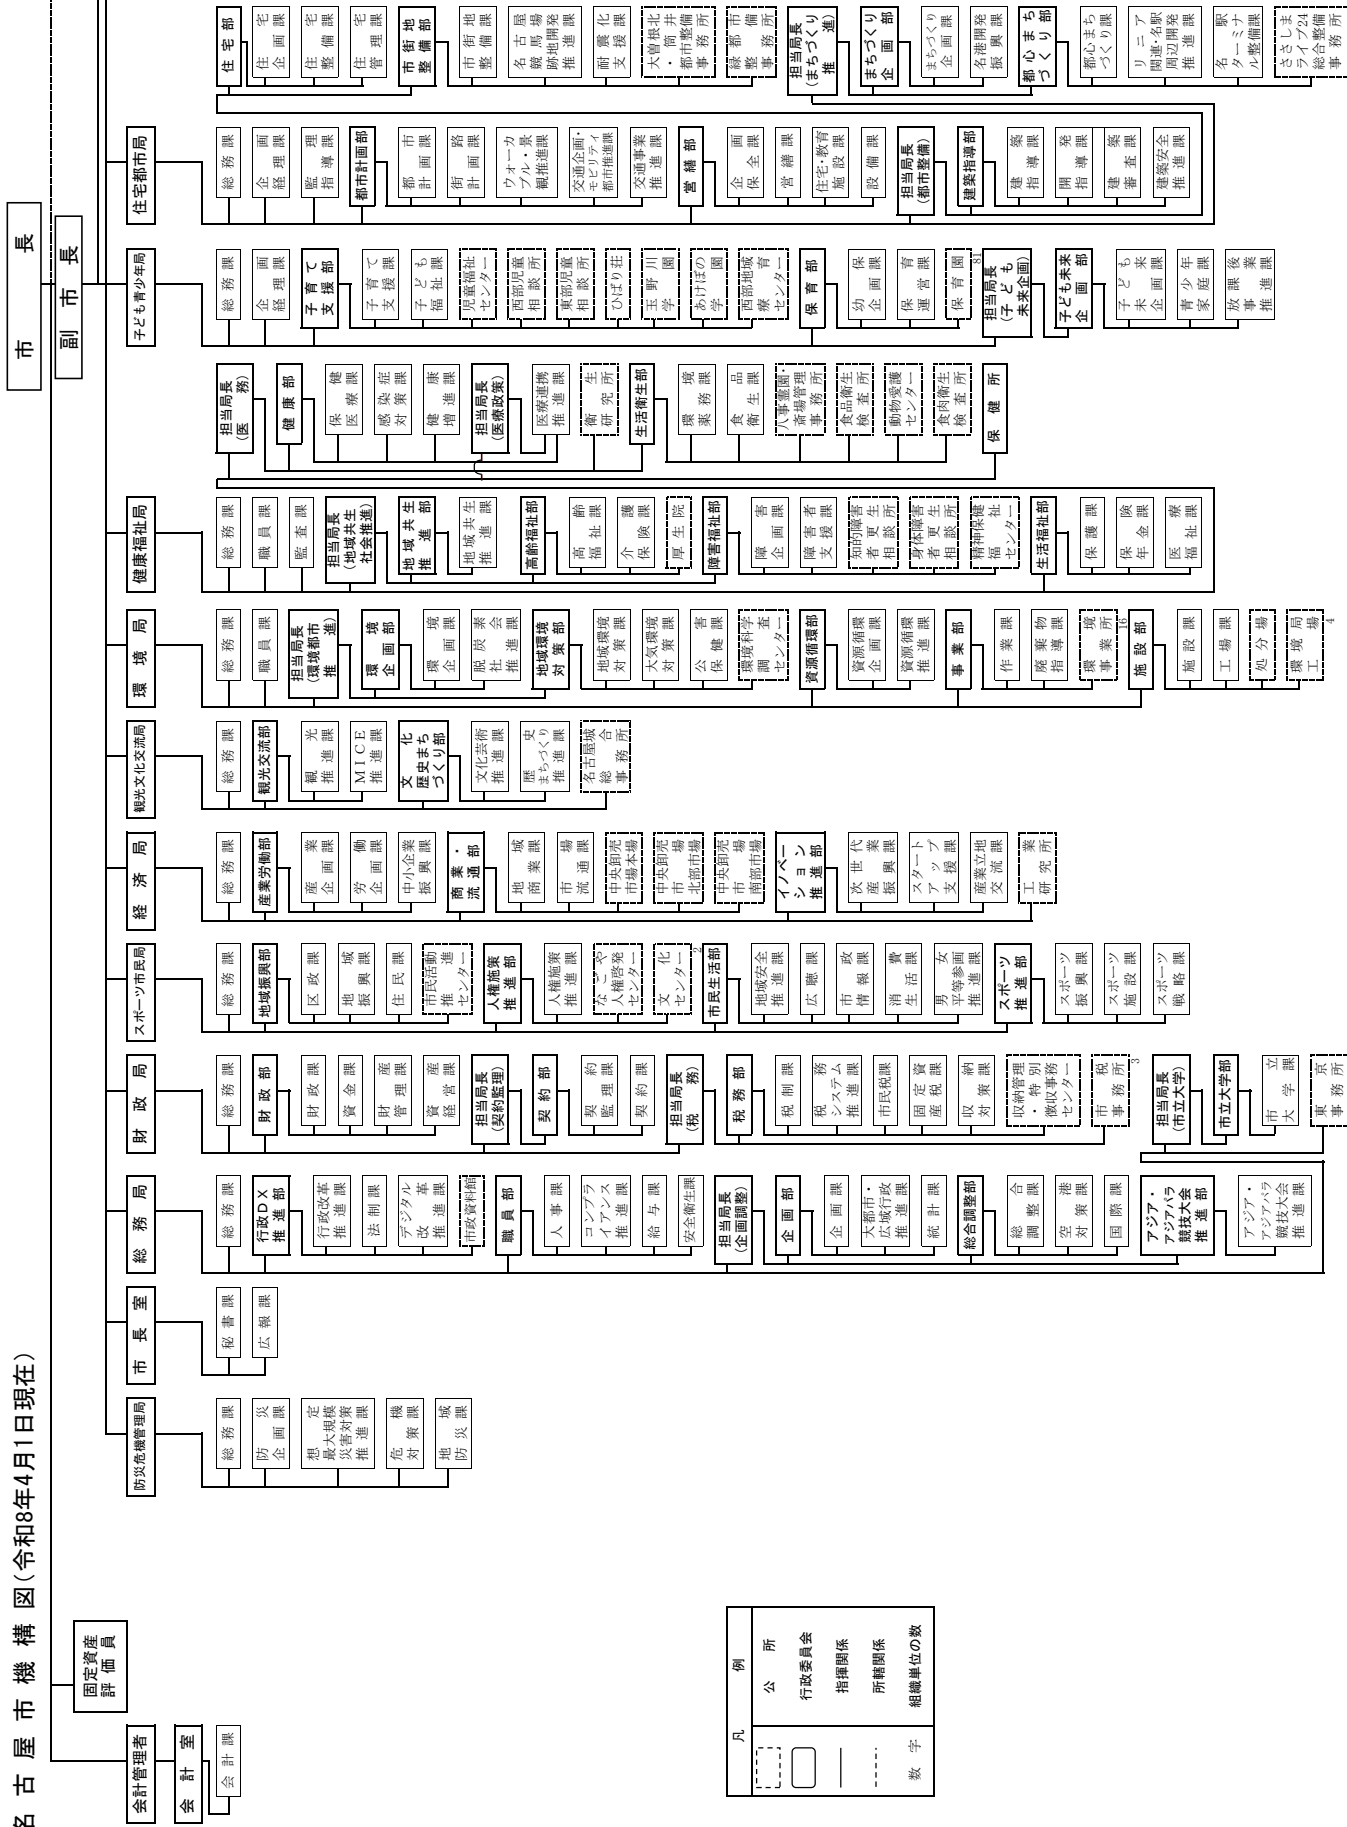 名古屋市機構図(令和8年4月1日現在)
市長
副市長
固定資産
評価員
会計管理者
会計室
会計課
防災危機管理局
総務課
防災
企画課
想定
最大規模
災害対策
推進課
危機
対策課
地域
防災課
市長室
秘書課
広報課
総務局
総務課
行政DX
推進部
行政改革
推進課
法制課
デジタル
改革
推進課
市政資料館
職員部
人事課
コンプラ
イアンス
推進課
給与課
安全衛生課
担当局長
(企画調整)
企画部
企画課
大都市・
広域行政
推進課
統計課
総合調整部
総合
調整課
空港
対策課
国際課
アジア・
アジアパラ
競技大会
推進部
アジア・
アジアパラ
競技大会
推進課
担当局長
(市立大学)
市立大学部
市立
大学課
東京
事務所
財政局
総務課
財政部
財政課
資金課
財産
管理課
資産
経営課
担当局長
(契約監理)
契約部
契約
監理課
契約課
担当局長
(税務)
税務部
税制課
税務
システム
推進課
市民税課
固定資
産税課
収納
対策課
収納管理
・特別
徴収事務
センター
市税
事務所
3
スポーツ市民局
総務課
地域振興部
区政課
地域
振興課
住民課
市民活動
推進
センター
人権施策
推進部
人権施策
推進課
なごや
人権啓発
センター
文化
センター
2
市民生活部
地域安全
推進課
広聴課
市政
情報課
消費
生活課
男女
平等参画
推進課
スポーツ
推進部
スポーツ
振興課
スポーツ
施設課
スポーツ
戦略課
経済局
総務課
産業労働部
産業
企画課
労働
企画課
中小企業
振興課
商業・
流通部
地域
商業課
市場
流通課
中央卸売
市場本場
中央卸売
市場
北部市場
中央卸売
市場
南部市場
イノベー
ション
推進部
次世代
産業
振興課
スタート
アップ
支援課
産業立地
交流課
工業
研究所
観光文化交流局
総務課
観光交流部
観光
推進課
MICE
推進課
文化
歴史まち
づくり部
文化芸術
推進課
歴史
まちづくり
推進課
名古屋城
総合
事務所
環境局
総務課
職員課
担当局長
(環境都市
推進)
環境
企画部
環境
企画課
脱炭素
社会
推進課
地域環境
対策部
地域環境
対策課
大気環境
対策課
公害
保健課
環境科学
調査
センター
資源循環部
資源循環
企画課
資源循環
推進課
事業部
作業課
廃棄物
指導課
環境
事業所
16
施設部
施設課
工場課
処分場
環境局
工場
4
健康福祉局
総務課
職員課
監査課
担当局長
(地域共生
社会推進)
地域共生
推進部
地域共生
推進課
高齢福祉部
高齢
福祉課
介護
保険課
厚生院
障害福祉部
障害
企画課
障害者
支援課
知的障害
者更生
相談所
身体障害
者更生
相談所
精神保健
福祉
センター
生活福祉部
保護課
保険
年金課
医療
福祉課
担当局長
(医務)
健康部
保健
医療課
感染症
対策課
健康
増進課
担当局長
(医療政策)
医療連携
推進課
衛生
研究所
生活衛生部
環境
薬務課
食品
衛生課
八事霊園・
斎場管理
事務所
食品衛生
検査所
動物愛護
センター
食肉衛生
検査所
保健所
子ども青少年局
総務課
企画
経理課
子育て
支援部
子育て
支援課
子ども
福祉課
児童福祉
センター
西部児童
相談所
東部児童
相談所
ひばり荘
玉野川
学園
あけぼの
学園
西部地域
療育
センター
保育部
幼保
企画課
保育
運営課
保育園
81
担当局長
(子ども
未来企画)
子ども未来
企画部
子ども
未来
企画課
青少年
家庭課
放課後
事業
推進課
住宅都市局
総務課
企画
経理課
監理
指導課
都市計画部
都市
計画課
街路
計画課
ウォーカ
ブル・景
観推進課
交通企画・
モビリティ
都市推進課
交通事業
推進課
営繕部
企画
保全課
営繕課
住宅・教育
施設課
設備課
担当局長
(都市整備)
建築指導部
建築
指導課
開発
指導課
建築
審査課
建築安全
推進課
住宅部
住宅
企画課
住宅
整備課
住宅
管理課
市街地
整備部
市街地
整備課
名古屋
競馬場
跡地開発
推進課
耐震化
支援課
大曽根北
・筒井
都市整備
事務所
緑都市
整備
事務所
担当局長
(まちづくり
推進)
まちづくり
企画部
まちづくり
企画課
名港開発
振興課
都心まち
づくり部
都心まち
づくり課
リニア
関連・名駅
周辺開発
推進課
名駅
ターミナ
ル整備課
ささしま
ライブ24
総合整備
事務所
凡例
公所
行政委員会
指揮関係
所轄関係
数字
組織単位の数